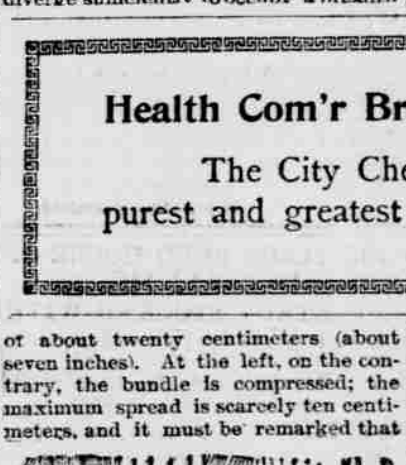 Health Com'r Br
The City Che
purest and greatest
of about twenty centimeters (about
seven inches). At the left, on the con-
trary, the bundle is compressed; the
maximum spread is scarcely ten centi-
meters, and it must be remarked that